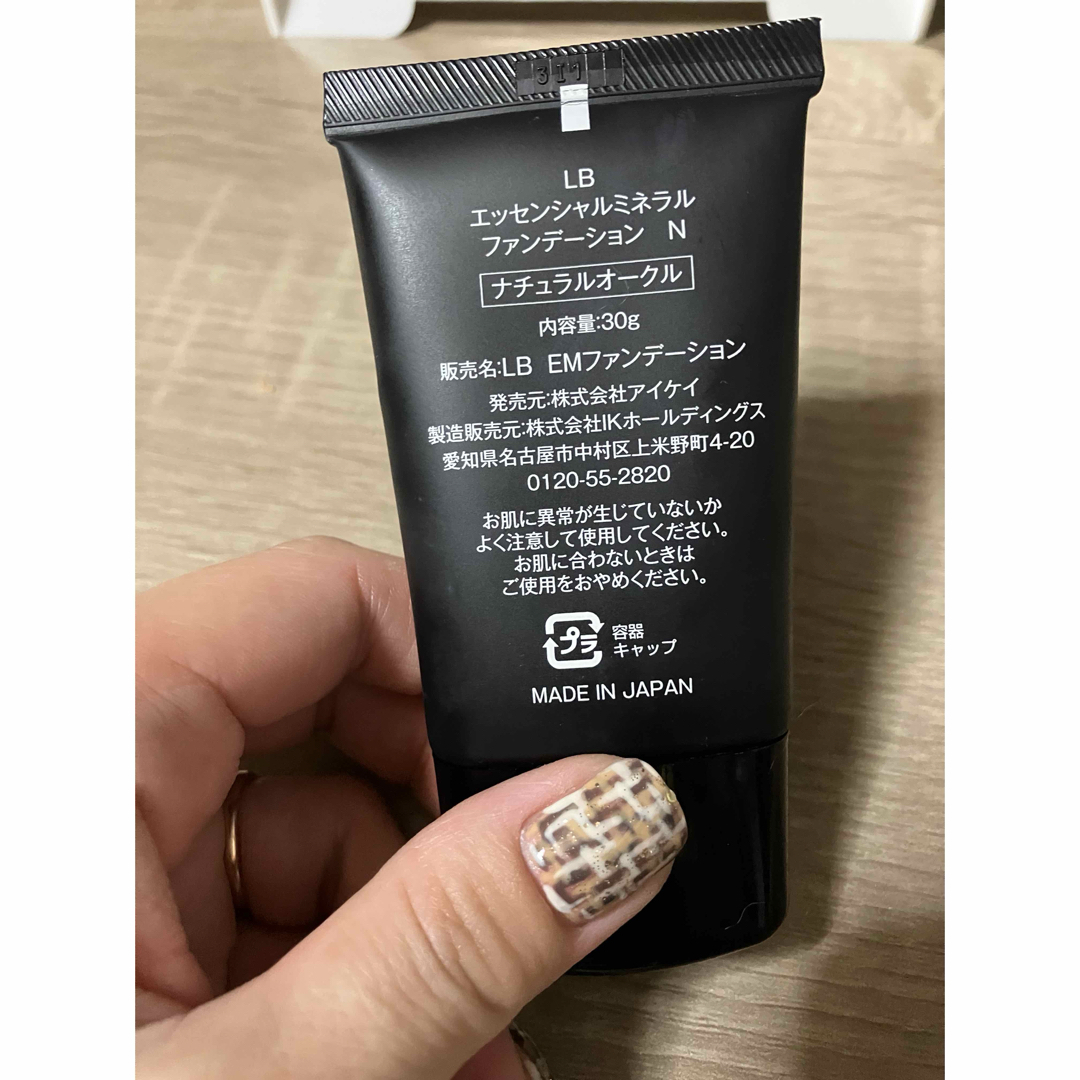 3I1
LB
エッセンシャルミネラル
ファンデーション N
ナチュラルオークル
内容量:30g
販売名:LB EMファンデーション
発売元:株式会社アイケイ
製造販売元:株式会社IKホールディングス
愛知県名古屋市中村区上米野町4-20
0120-55-2820
お肌に異常が生じていないか
よく注意して使用してください。
お肌に合わないときは
ご使用をおやめください。
プラ
容器
キャップ
MADE IN JAPAN